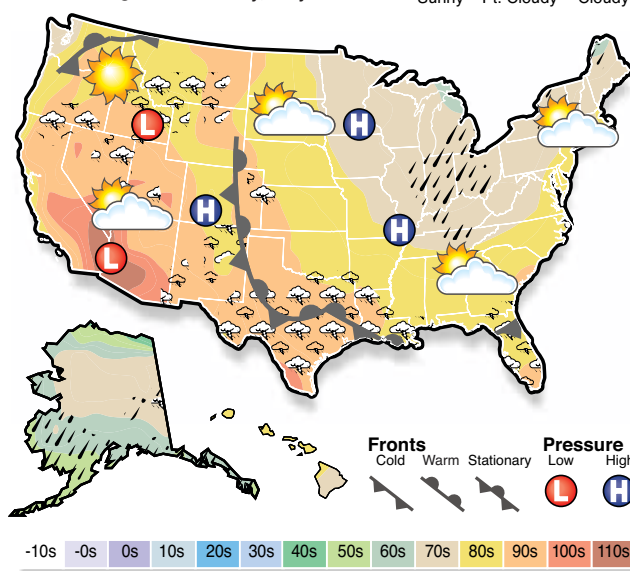 Sunny Pt. Cloudy Cloudy
L
H
H
H
L
Fronts
Cold Warm Stationary
Pressure
Low High
L H
-10s -0s 0s 10s 20s 30s 40s 50s 60s 70s 80s 90s 100s 110s